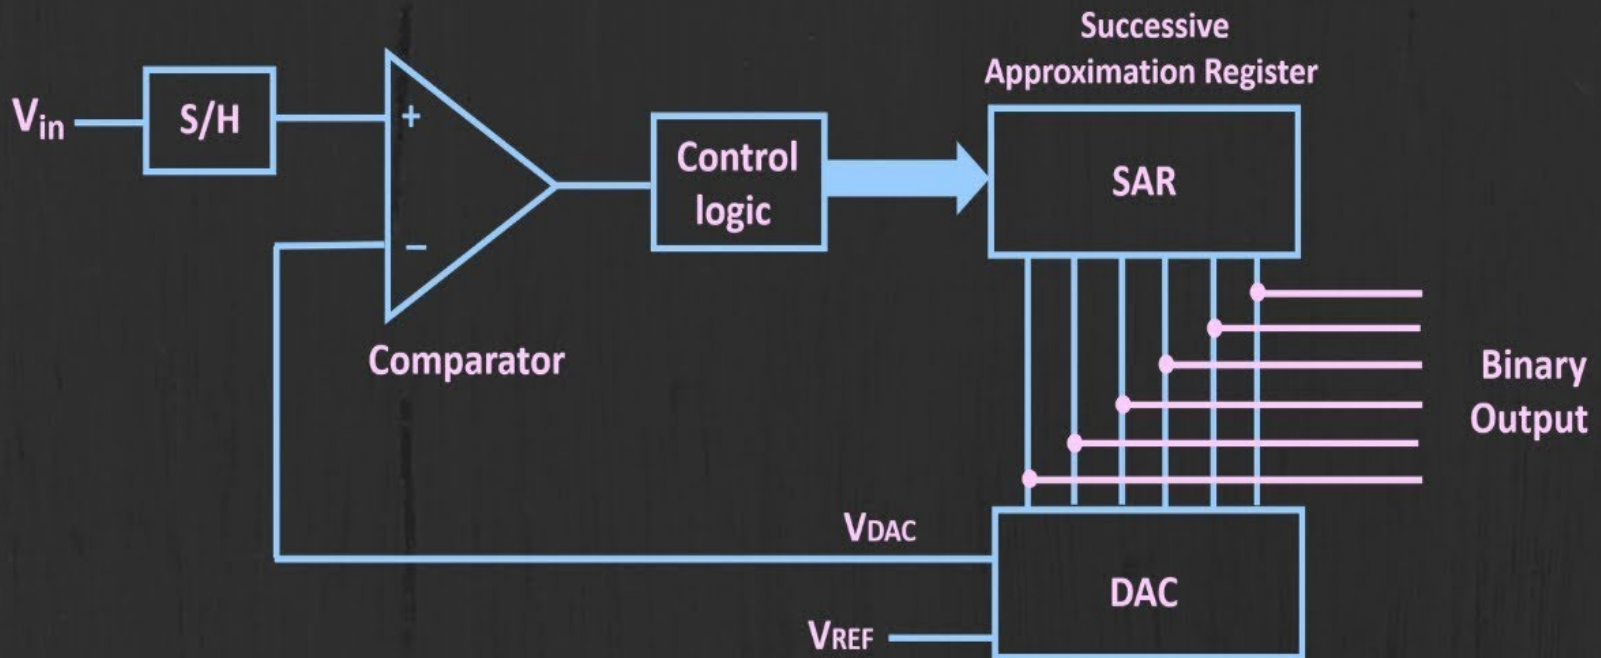 Successive
Approximation Register
Vin
S/H
+
−
Control
logic
SAR
Comparator
Binary
Output
VDAC
DAC
VREF